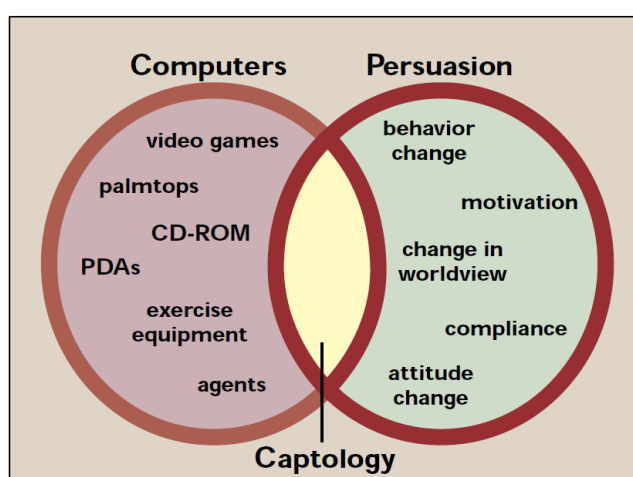 Computers
Persuasion
video games
palmtops
CD-ROM
PDAs
exercise
equipment
agents
behavior
change
motivation
change in
worldview
compliance
attitude
change
Captology